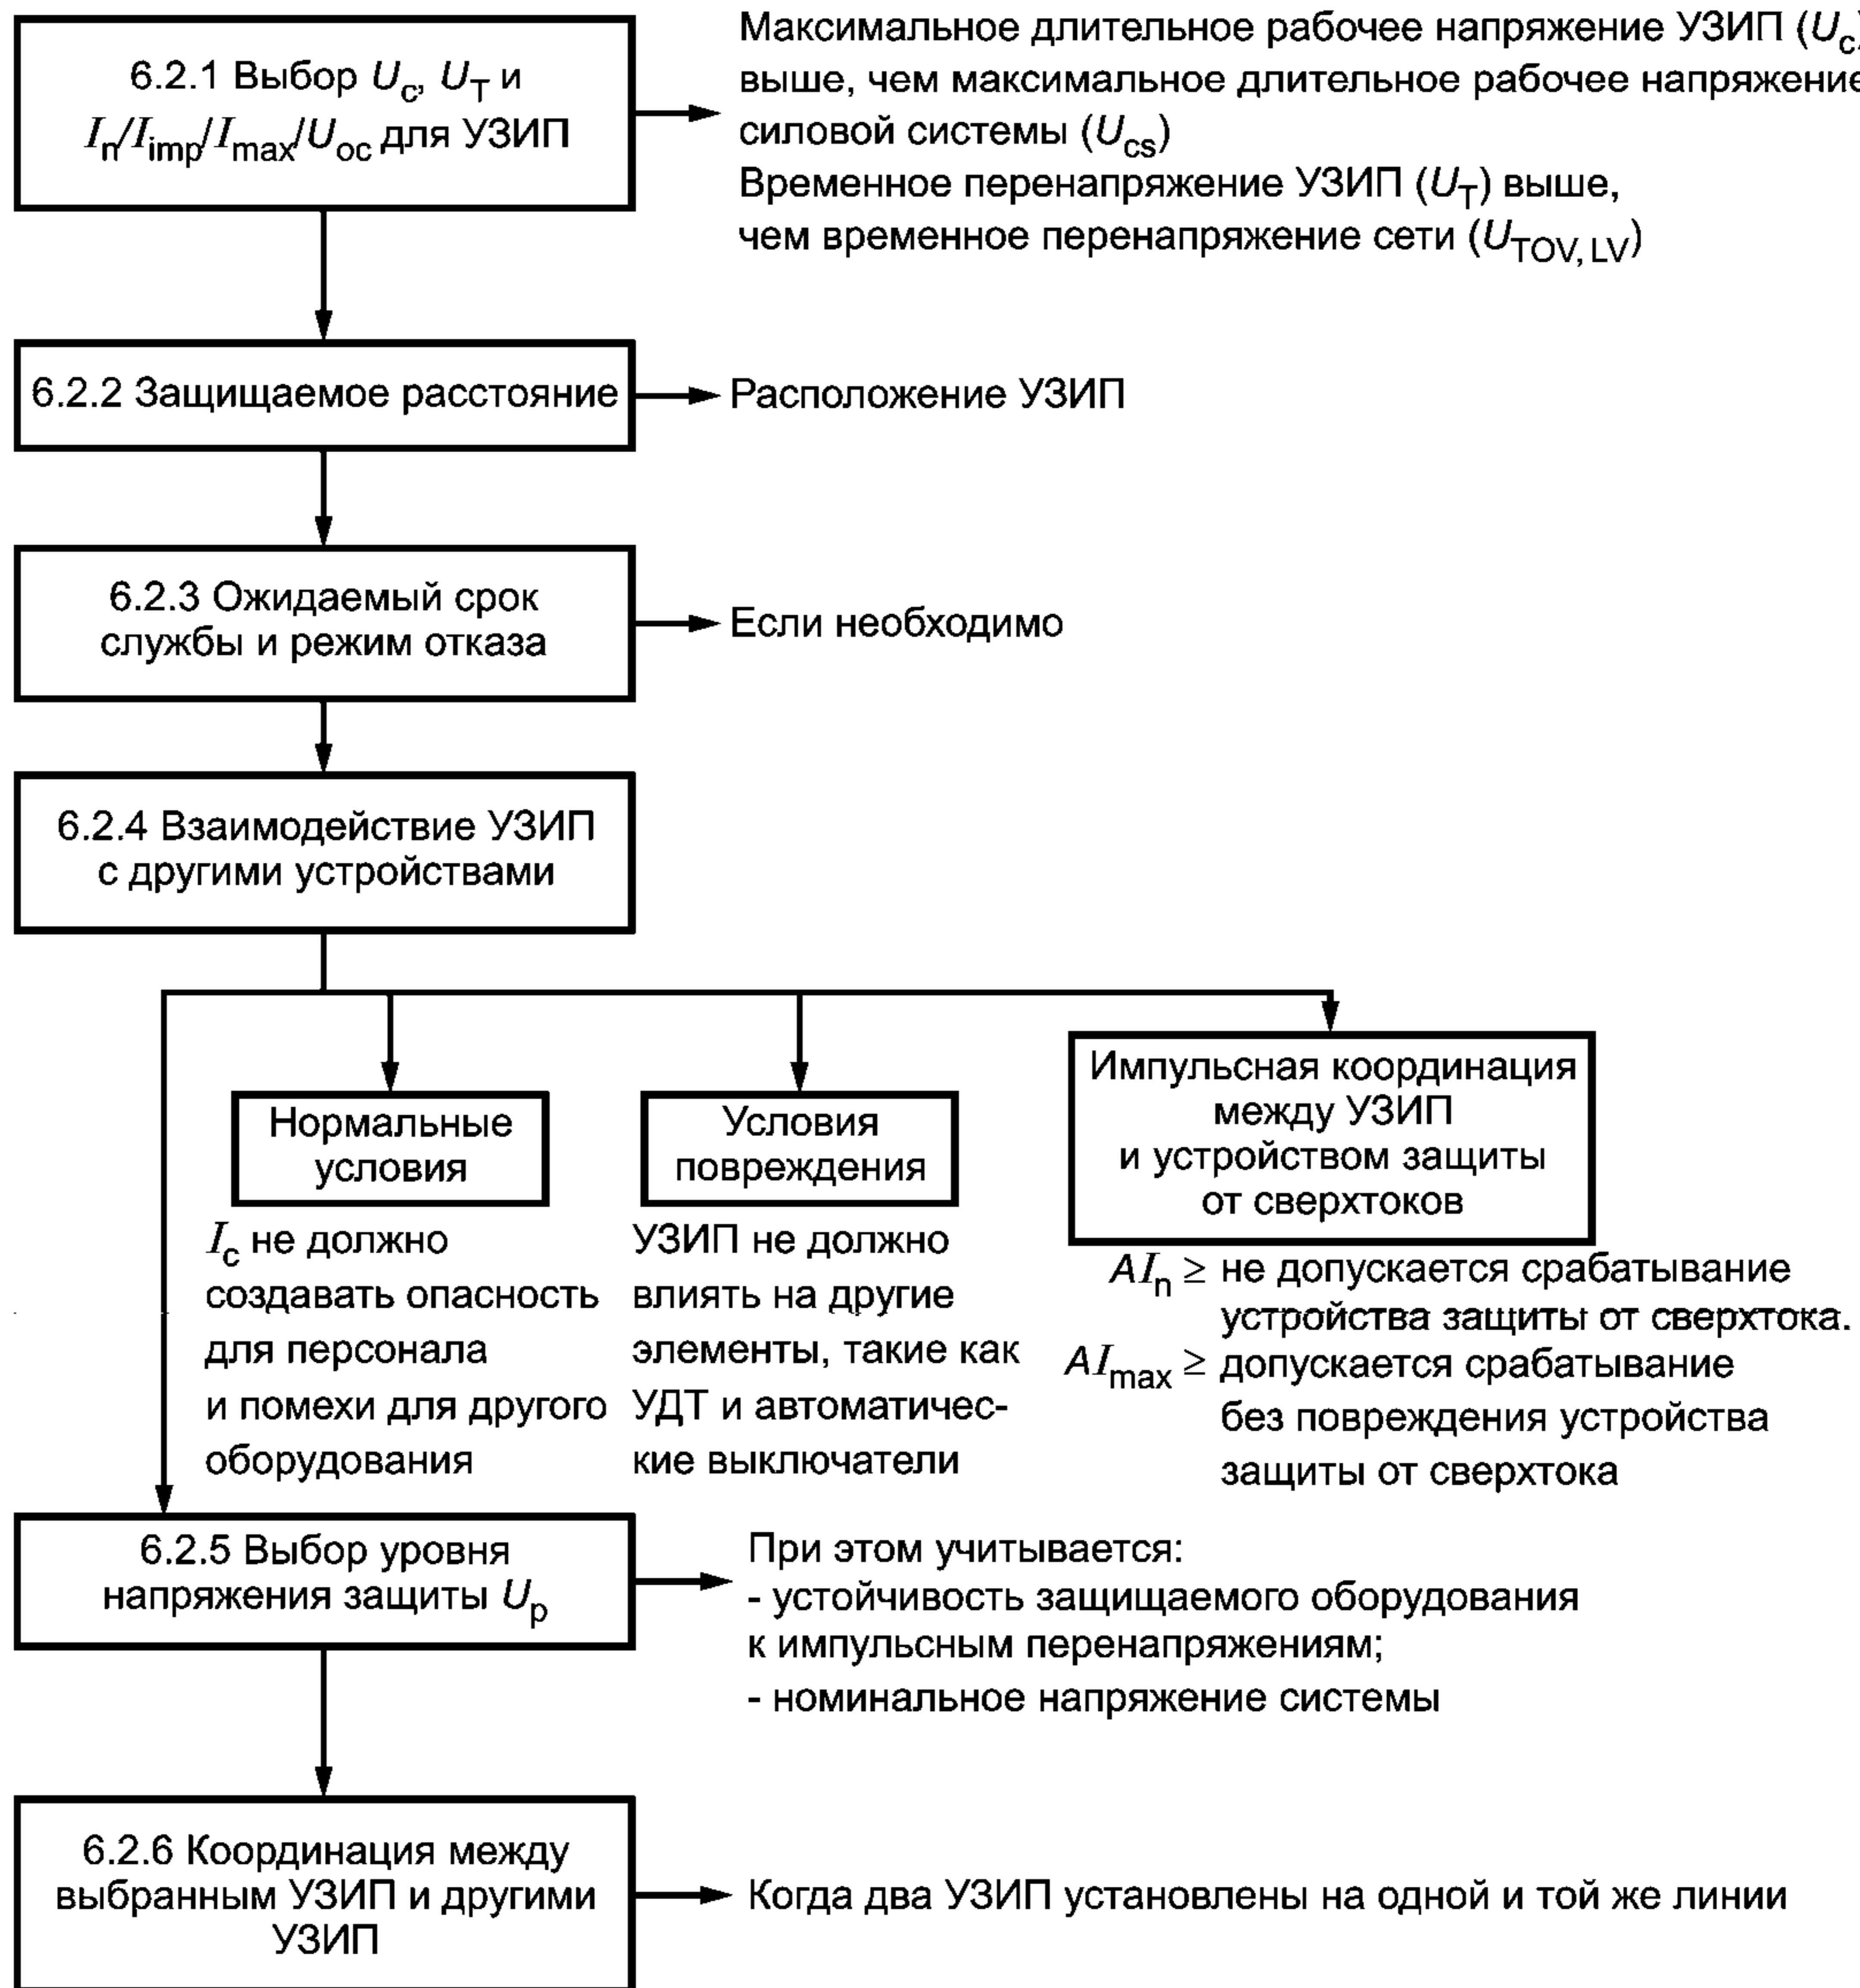 6.2.1 Выбор Uc, UT и
In/Iimp/Imax/Uoc для УЗИП
Максимальное длительное рабочее напряжение УЗИП (Uc)
выше, чем максимальное длительное рабочее напряжение
силовой системы (Ucs)
Временное перенапряжение УЗИП (UT) выше,
чем временное перенапряжение сети (UTOV, LV)
6.2.2 Защищаемое расстояние
Расположение УЗИП
6.2.3 Ожидаемый срок
службы и режим отказа
Если необходимо
6.2.4 Взаимодействие УЗИП
с другими устройствами
Нормальные
условия
Ic не должно
создавать опасность
для персонала
и помехи для другого
оборудования
Условия
повреждения
УЗИП не должно
влиять на другие
элементы, такие как
УДТ и автоматичес-
кие выключатели
Импульсная координация
между УЗИП
и устройством защиты
от сверхтоков
AIn ≥ не допускается срабатывание
устройства защиты от сверхтока.
AImax ≥ допускается срабатывание
без повреждения устройства
защиты от сверхтока
6.2.5 Выбор уровня
напряжения защиты Up
При этом учитывается:
- устойчивость защищаемого оборудования
к импульсным перенапряжениям;
- номинальное напряжение системы
6.2.6 Координация между
выбранным УЗИП и другими
УЗИП
Когда два УЗИП установлены на одной и той же линии